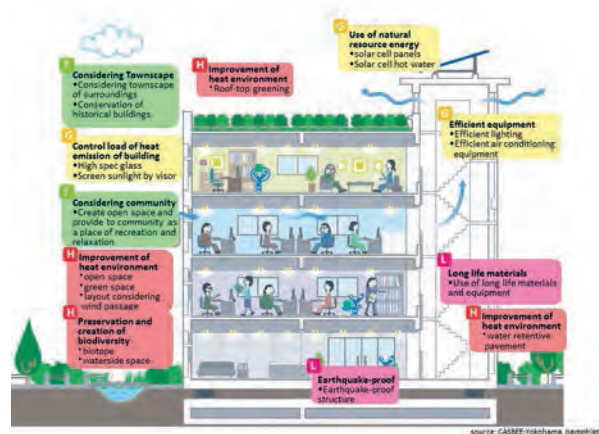 G
Use of natural
resource energy
•solar cell panels
•Solar cell hot water
Considering Townscape
•Considering townscape
of surroundings
•Conservation of
historical buildings.
H
Improvement of
heat environment
•Roof-top greening
G
Control load of heat
emission of building
•High spec glass
•Screen sunlight by visor
G
Efficient equipment
•Efficient lighting
•Efficient air conditioning
equipment
Considering community
•Create open space and
provide to community as
a place of recreation and
relaxation
H
Improvement of
heat environment
•open space
•green space
•layout considering
wind passage
L
Long life materials
•Use of long life materials
and equipment
H
Preservation and
creation of
biodiversity
•biotape
•waterside space
H
Improvement of
heat environment
•water retentive
pavement
L
Earthquake-proof
•Earthquake-proof
structure
source: CASBEE-Yokohama pamphlet